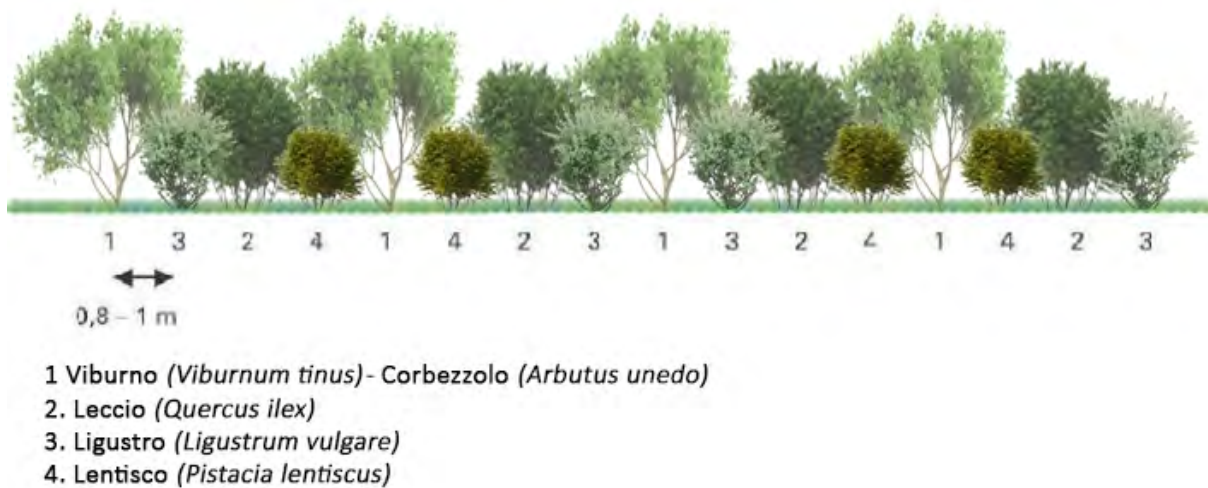 1 3 2 4 1 4 2 3 1 3 2 4 1 4 2 3
0,8 – 1 m
1 Viburno (Viburnum tinus) - Corbezzolo (Arbutus unedo)
2. Leccio (Quercus ilex)
3. Ligustro (Ligustrum vulgare)
4. Lentisco (Pistacia lentiscus)